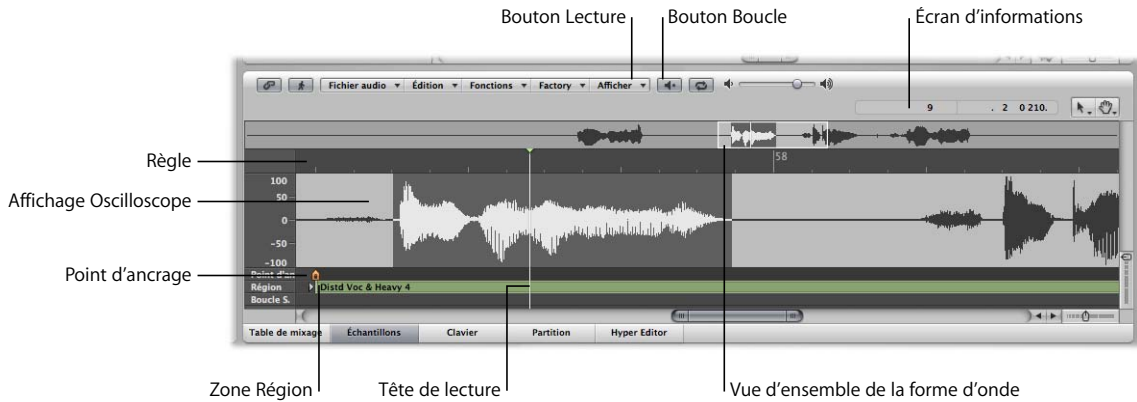 Bouton Lecture
Bouton Boucle
Écran d’informations
Fichier audio
Édition
Fonctions
Factory
Afficher
9 . 2 0 210.
Règle
58
Affichage Oscilloscope
100
50
0
-50
-100
Point d'an
Point d’ancrage
Région
Distd Voc & Heavy 4
Boucle S.
Table de mixage
Échantillons
Clavier
Partition
Hyper Editor
Zone Région
Tête de lecture
Vue d’ensemble de la forme d’onde